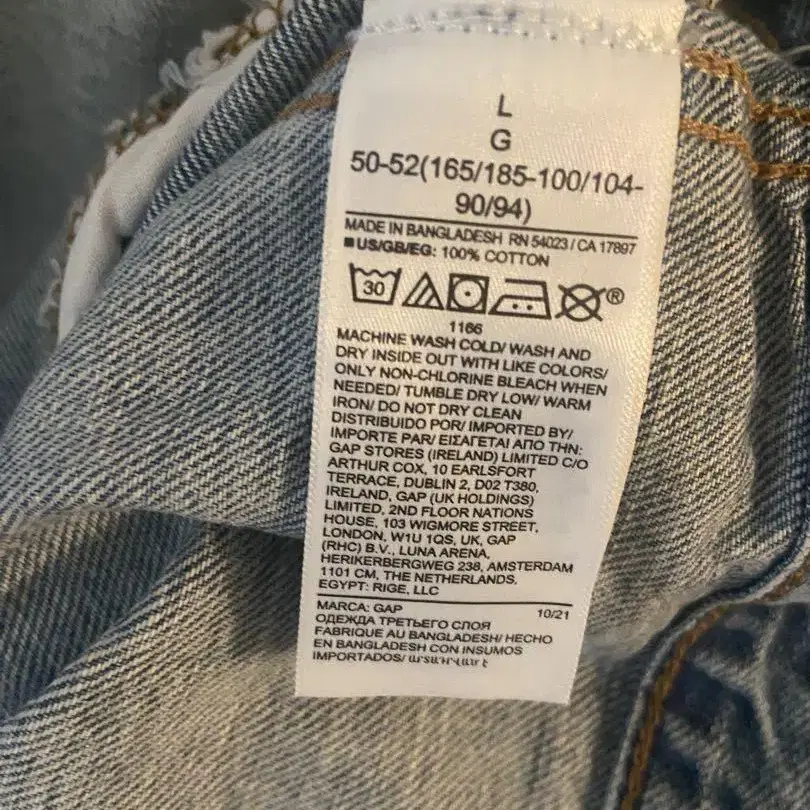 L
G
50-52(165/185-100/104-
90/94)
MADE IN BANGLADESH RN 54023 / CA 17897
US/GB/EG: 100% COTTON
30 ®
1166
MACHINE WASH COLD/ WASH AND
DRY INSIDE OUT WITH LIKE COLORS/
ONLY NON-CHLORINE BLEACH WHEN
NEEDED/ TUMBLE DRY LOW/ WARM
IRON/ DO NOT DRY CLEAN
DISTRIBUIDO POR/ IMPORTED BY/
IMPORTE PAR/ ΕΙΣΑΓΕΤΑΙ ΑΠΟ ΤΗΝ:
GAP STORES (IRELAND) LIMITED C/O
ARTHUR COX, 10 EARLSFORT
TERRACE, DUBLIN 2, D02 T380,
IRELAND, GAP (UK HOLDINGS)
LIMITED, 2ND FLOOR NATIONS
HOUSE, 103 WIGMORE STREET,
LONDON, W1U 1QS, UK, GAP
(RHC) B.V., LUNA ARENA,
HERIKERBERGWEG 238, AMSTERDAM
1101 CM, THE NETHERLANDS.
EGYPT: RIGE, LLC
MARCA: GAP 10/21
ОДЕЖДА ТРЕТЬЕГО СЛОЯ
FABRIQUE AU BANGLADESH/ HECHO
EN BANGLADESH CON INSUMOS
IMPORTADOS/